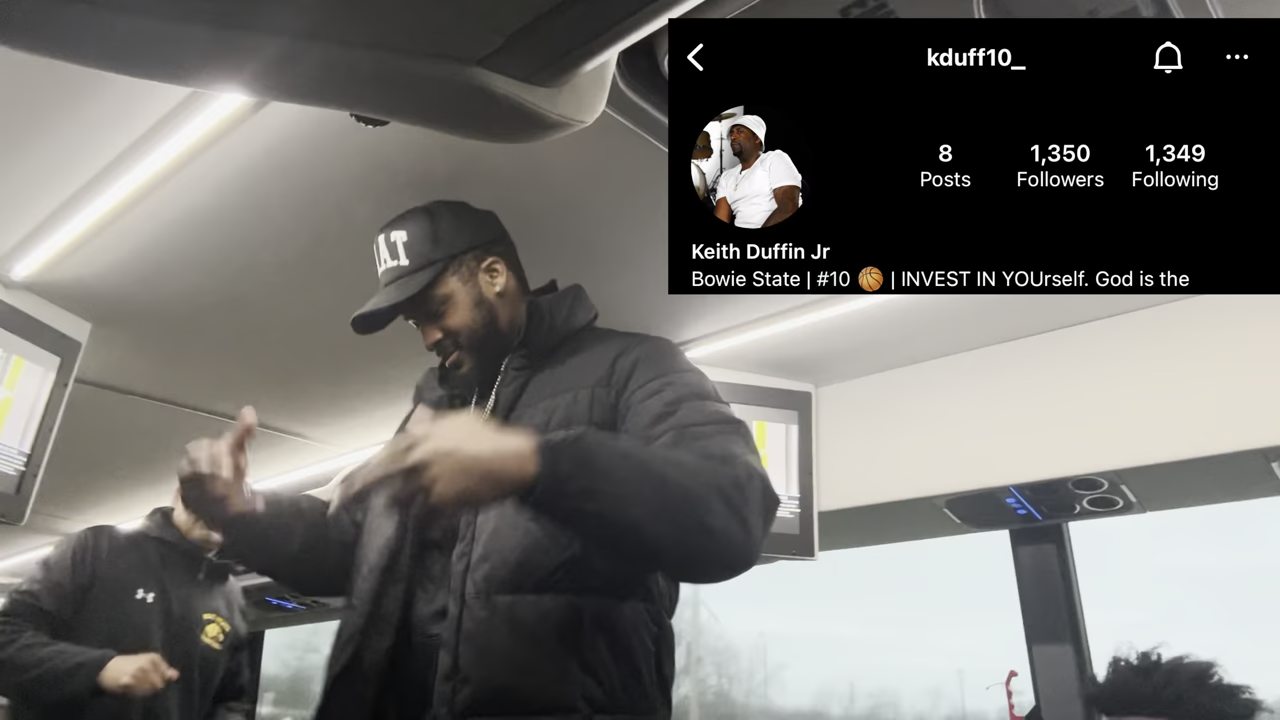 kduff10_
8 1,350 1,349
Posts Followers Following
Keith Duffin Jr
Bowie State | #10 🏀 | INVEST IN YOUrself. God is the